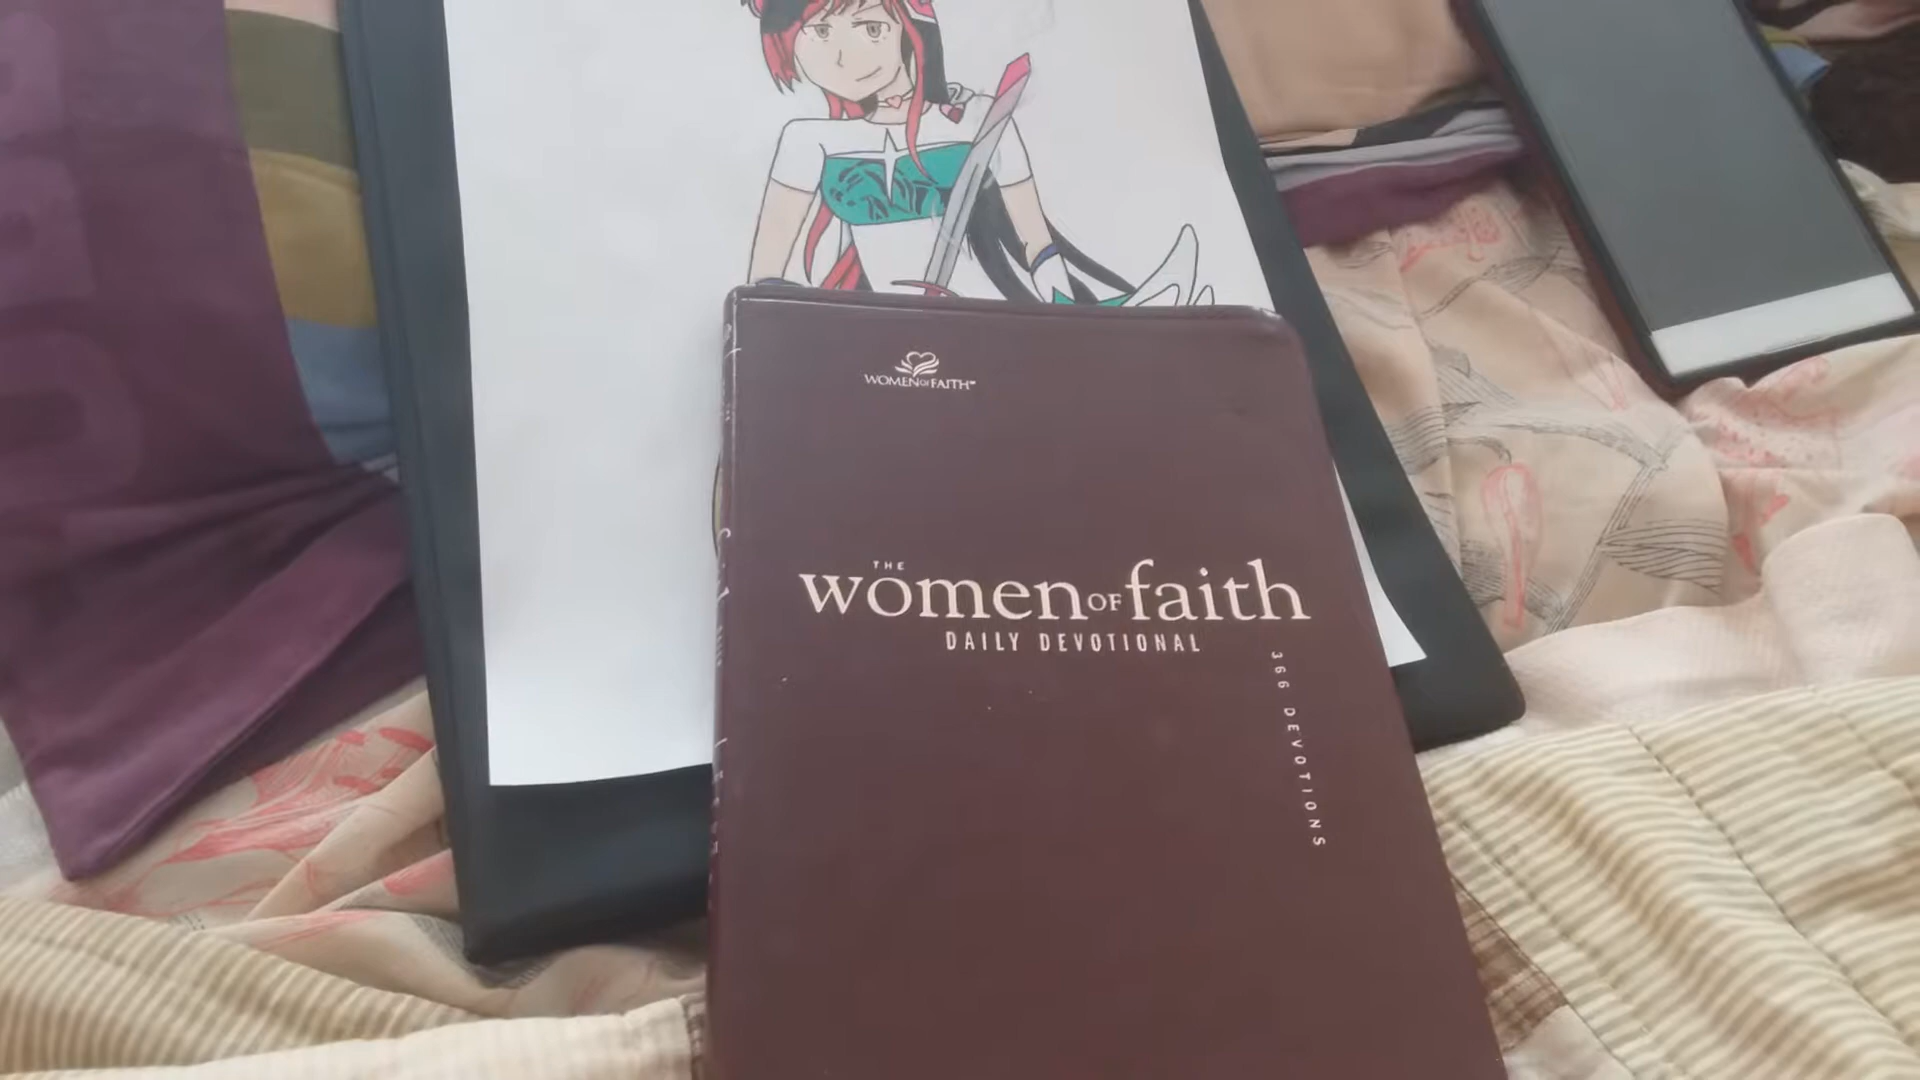 WOMEN OF FAITH
THE
women OF faith
DAILY DEVOTIONAL
366 DEVOTIONS